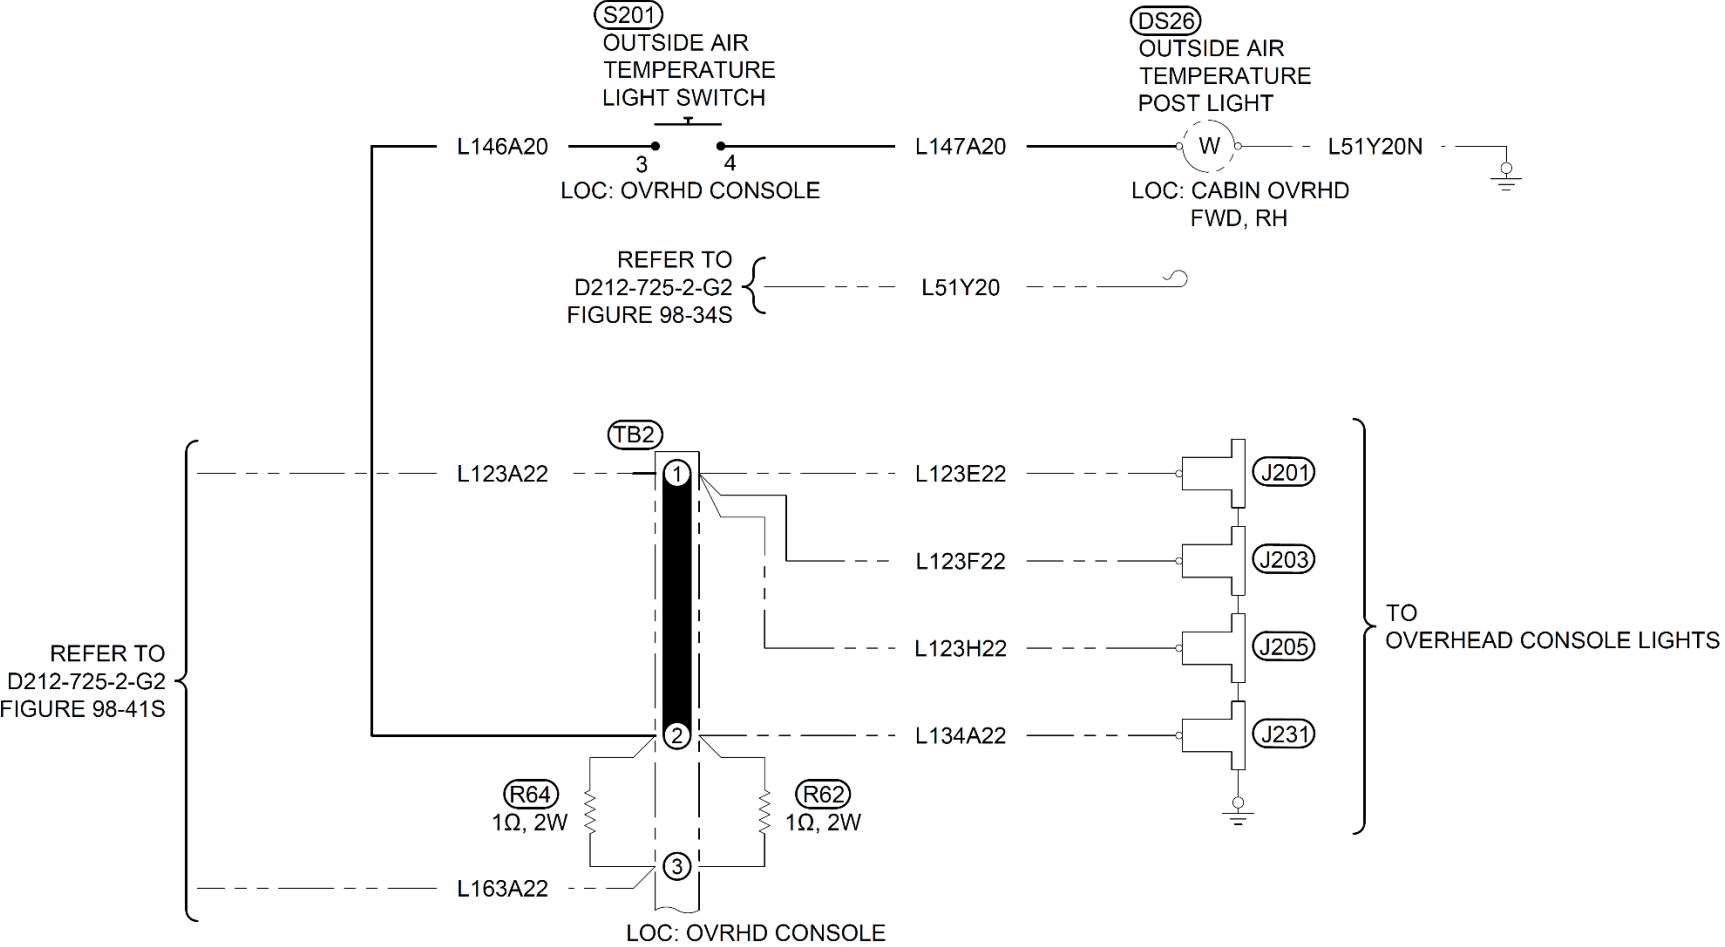 S201
OUTSIDE AIR
TEMPERATURE
LIGHT SWITCH
DS26
OUTSIDE AIR
TEMPERATURE
POST LIGHT
L146A20
3
4
L147A20
W
L51Y20N
LOC: OVRHD CONSOLE
LOC: CABIN OVRHD
FWD, RH
REFER TO
D212-725-2-G2
FIGURE 98-34S
L51Y20
TB2
L123A22
1
L123E22
J201
L123F22
J203
L123H22
J205
TO
OVERHEAD CONSOLE LIGHTS
REFER TO
D212-725-2-G2
FIGURE 98-41S
2
L134A22
J231
R64
1Ω, 2W
R62
1Ω, 2W
3
L163A22
LOC: OVRHD CONSOLE